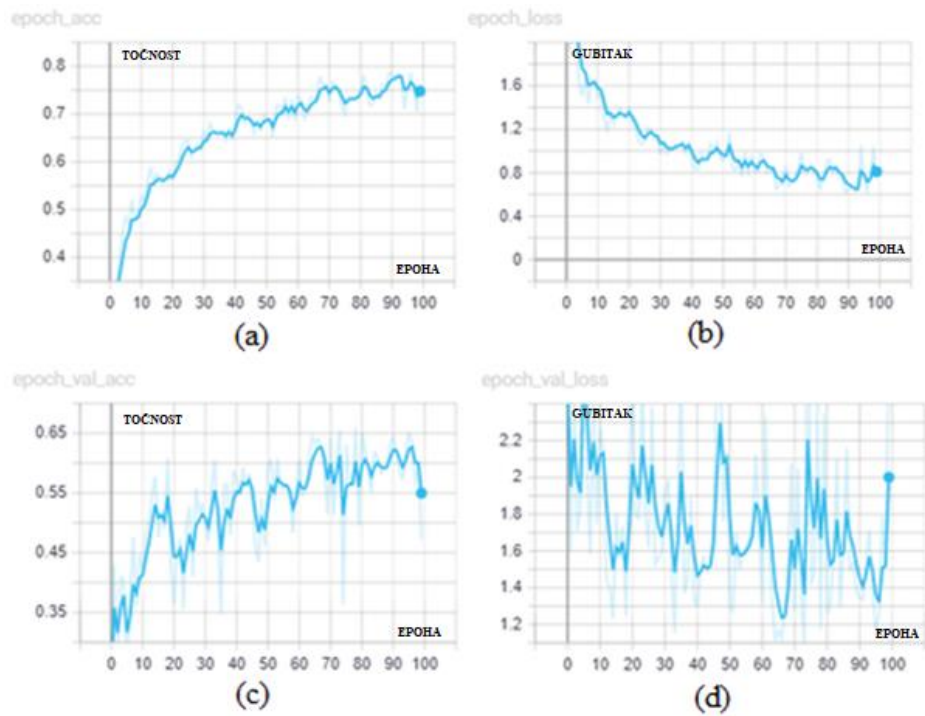 epoch_acc
TOČNOST
0.8
0.7
0.6
0.5
0.4
EPOHA
0 10 20 30 40 50 60 70 80 90 100
(a)
epoch_loss
GUBITAK
1.6
1.2
0.8
0.4
0
EPOHA
0 10 20 30 40 50 60 70 80 90 100
(b)
epoch_val_acc
TOČNOST
0.65
0.55
0.45
0.35
EPOHA
0 10 20 30 40 50 60 70 80 90 100
(c)
epoch_val_loss
GUBITAK
2.2
2
1.8
1.6
1.4
1.2
EPOHA
0 10 20 30 40 50 60 70 80 90 100
(d)